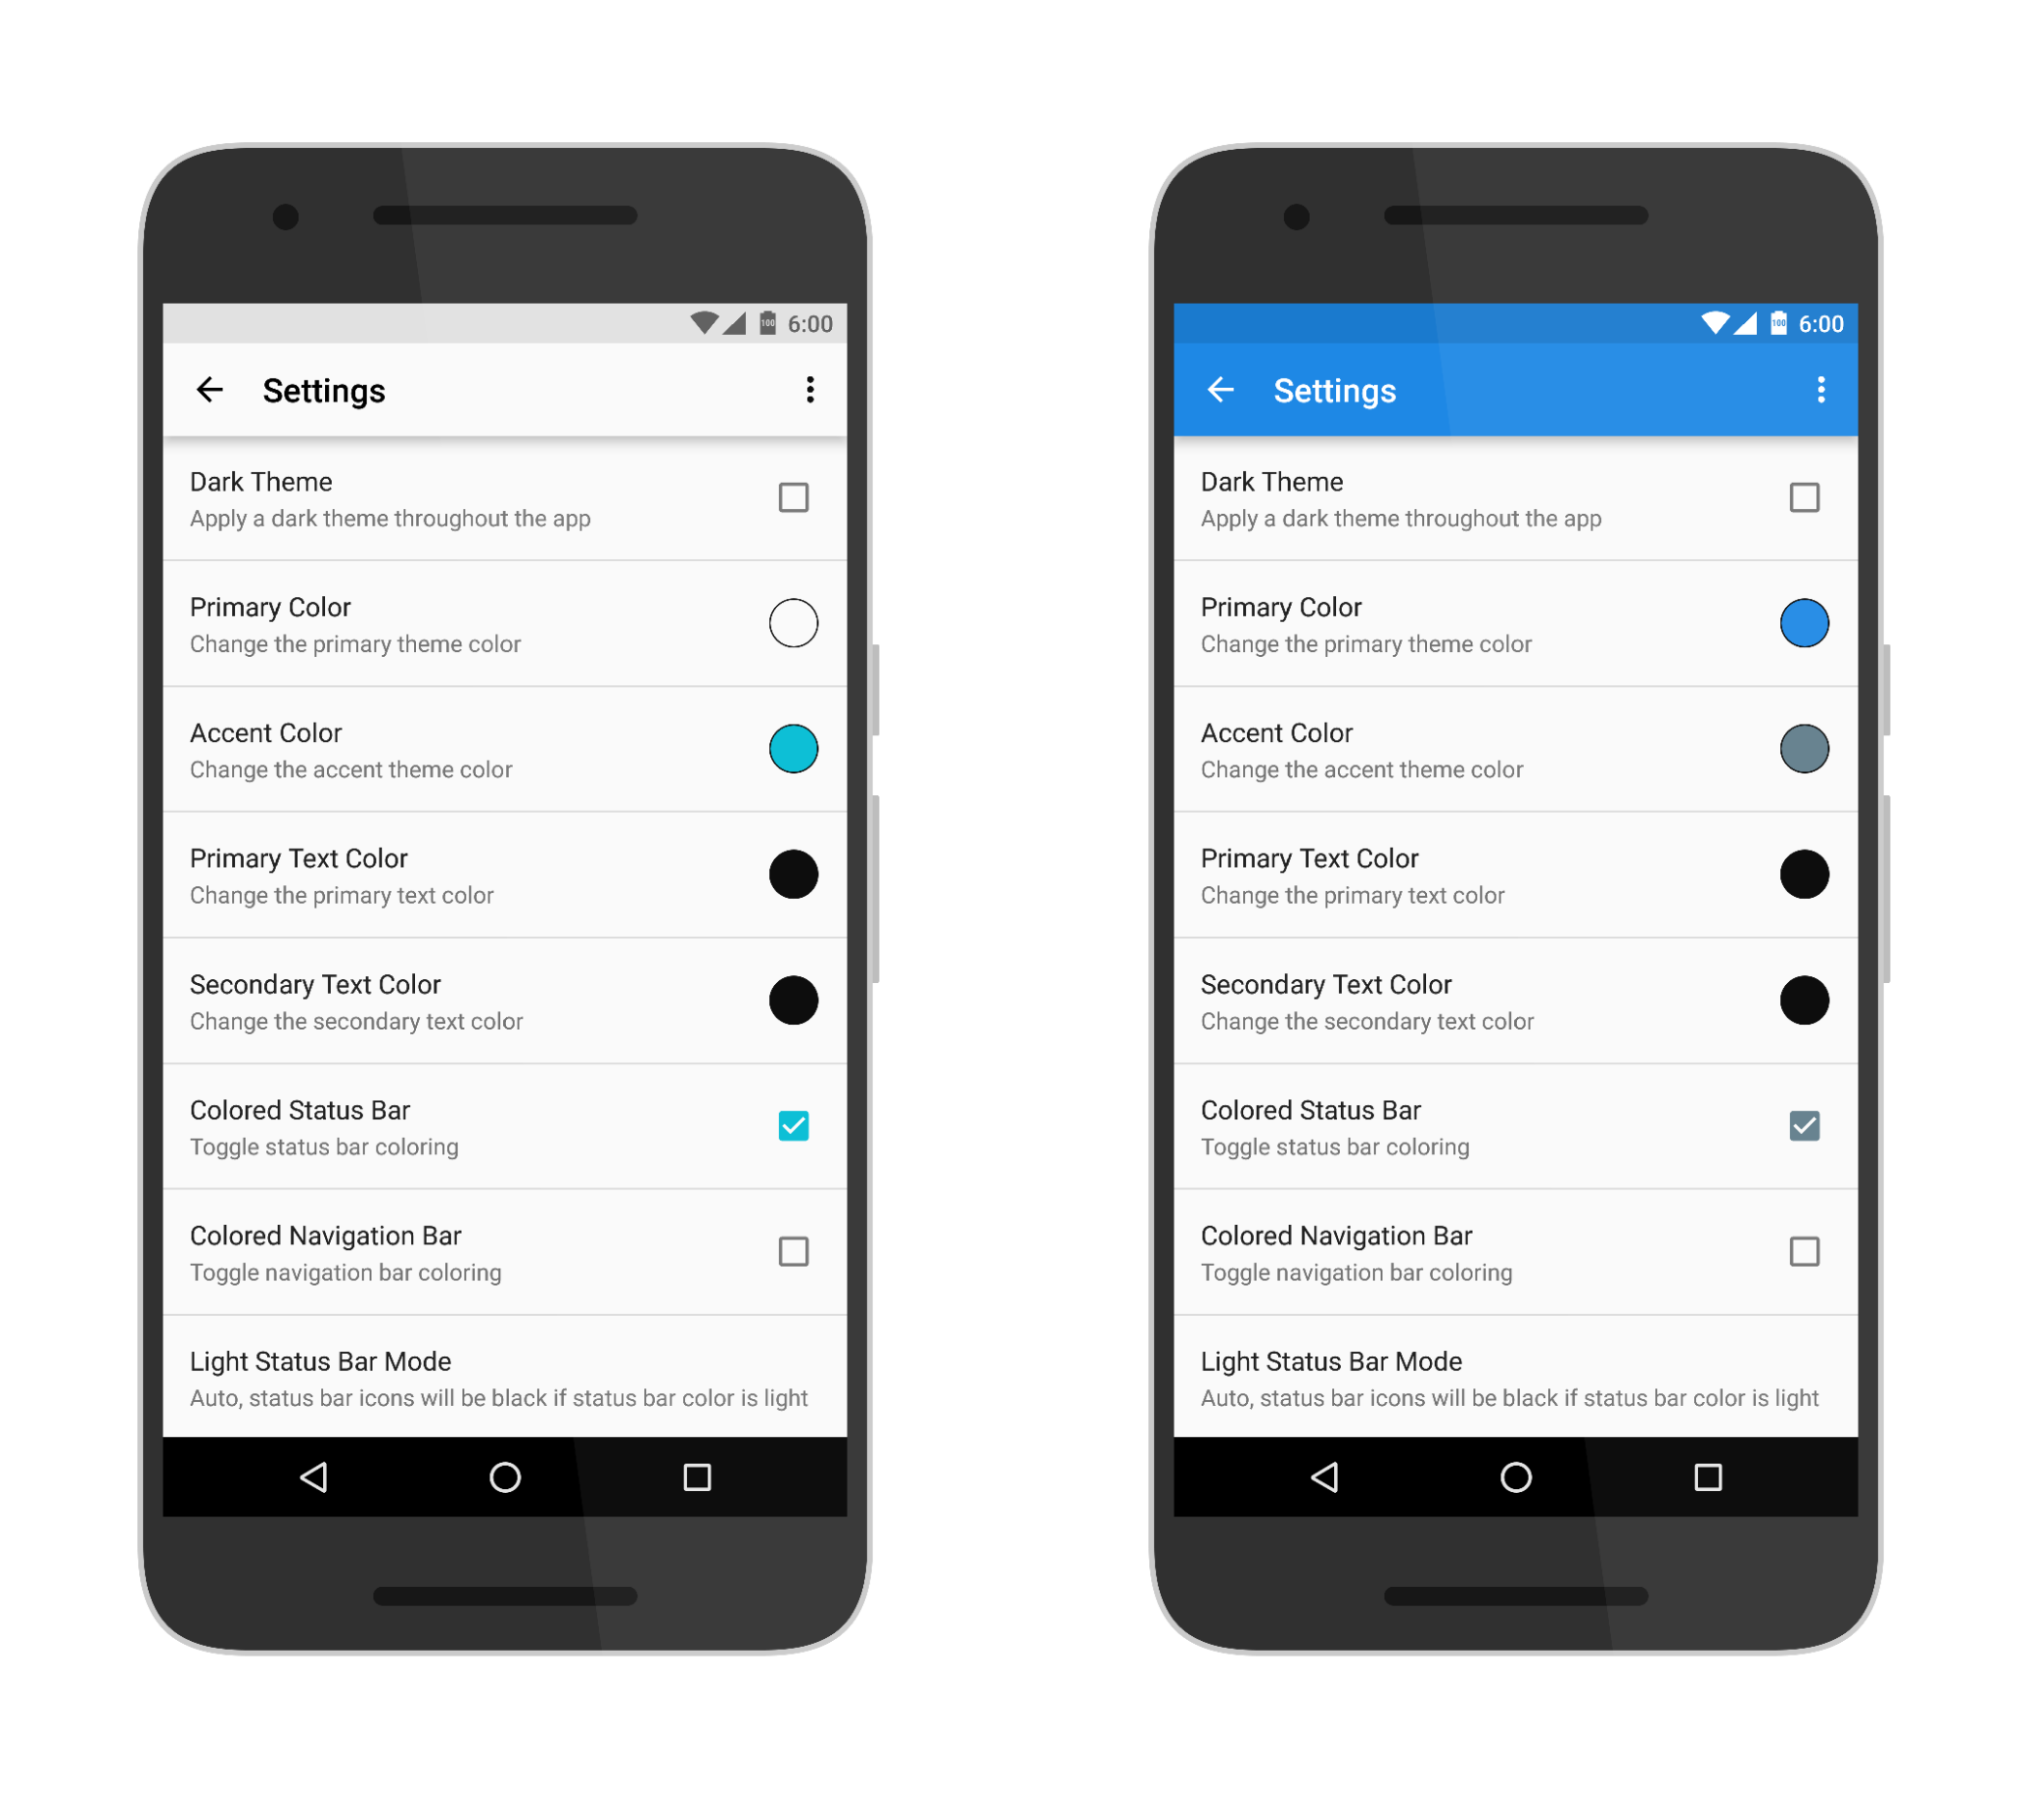 100 6:00
Settings
Dark Theme
Apply a dark theme throughout the app
Primary Color
Change the primary theme color
Accent Color
Change the accent theme color
Primary Text Color
Change the primary text color
Secondary Text Color
Change the secondary text color
Colored Status Bar
Toggle status bar coloring
Colored Navigation Bar
Toggle navigation bar coloring
Light Status Bar Mode
Auto, status bar icons will be black if status bar color is light
100 6:00
Settings
Dark Theme
Apply a dark theme throughout the app
Primary Color
Change the primary theme color
Accent Color
Change the accent theme color
Primary Text Color
Change the primary text color
Secondary Text Color
Change the secondary text color
Colored Status Bar
Toggle status bar coloring
Colored Navigation Bar
Toggle navigation bar coloring
Light Status Bar Mode
Auto, status bar icons will be black if status bar color is light